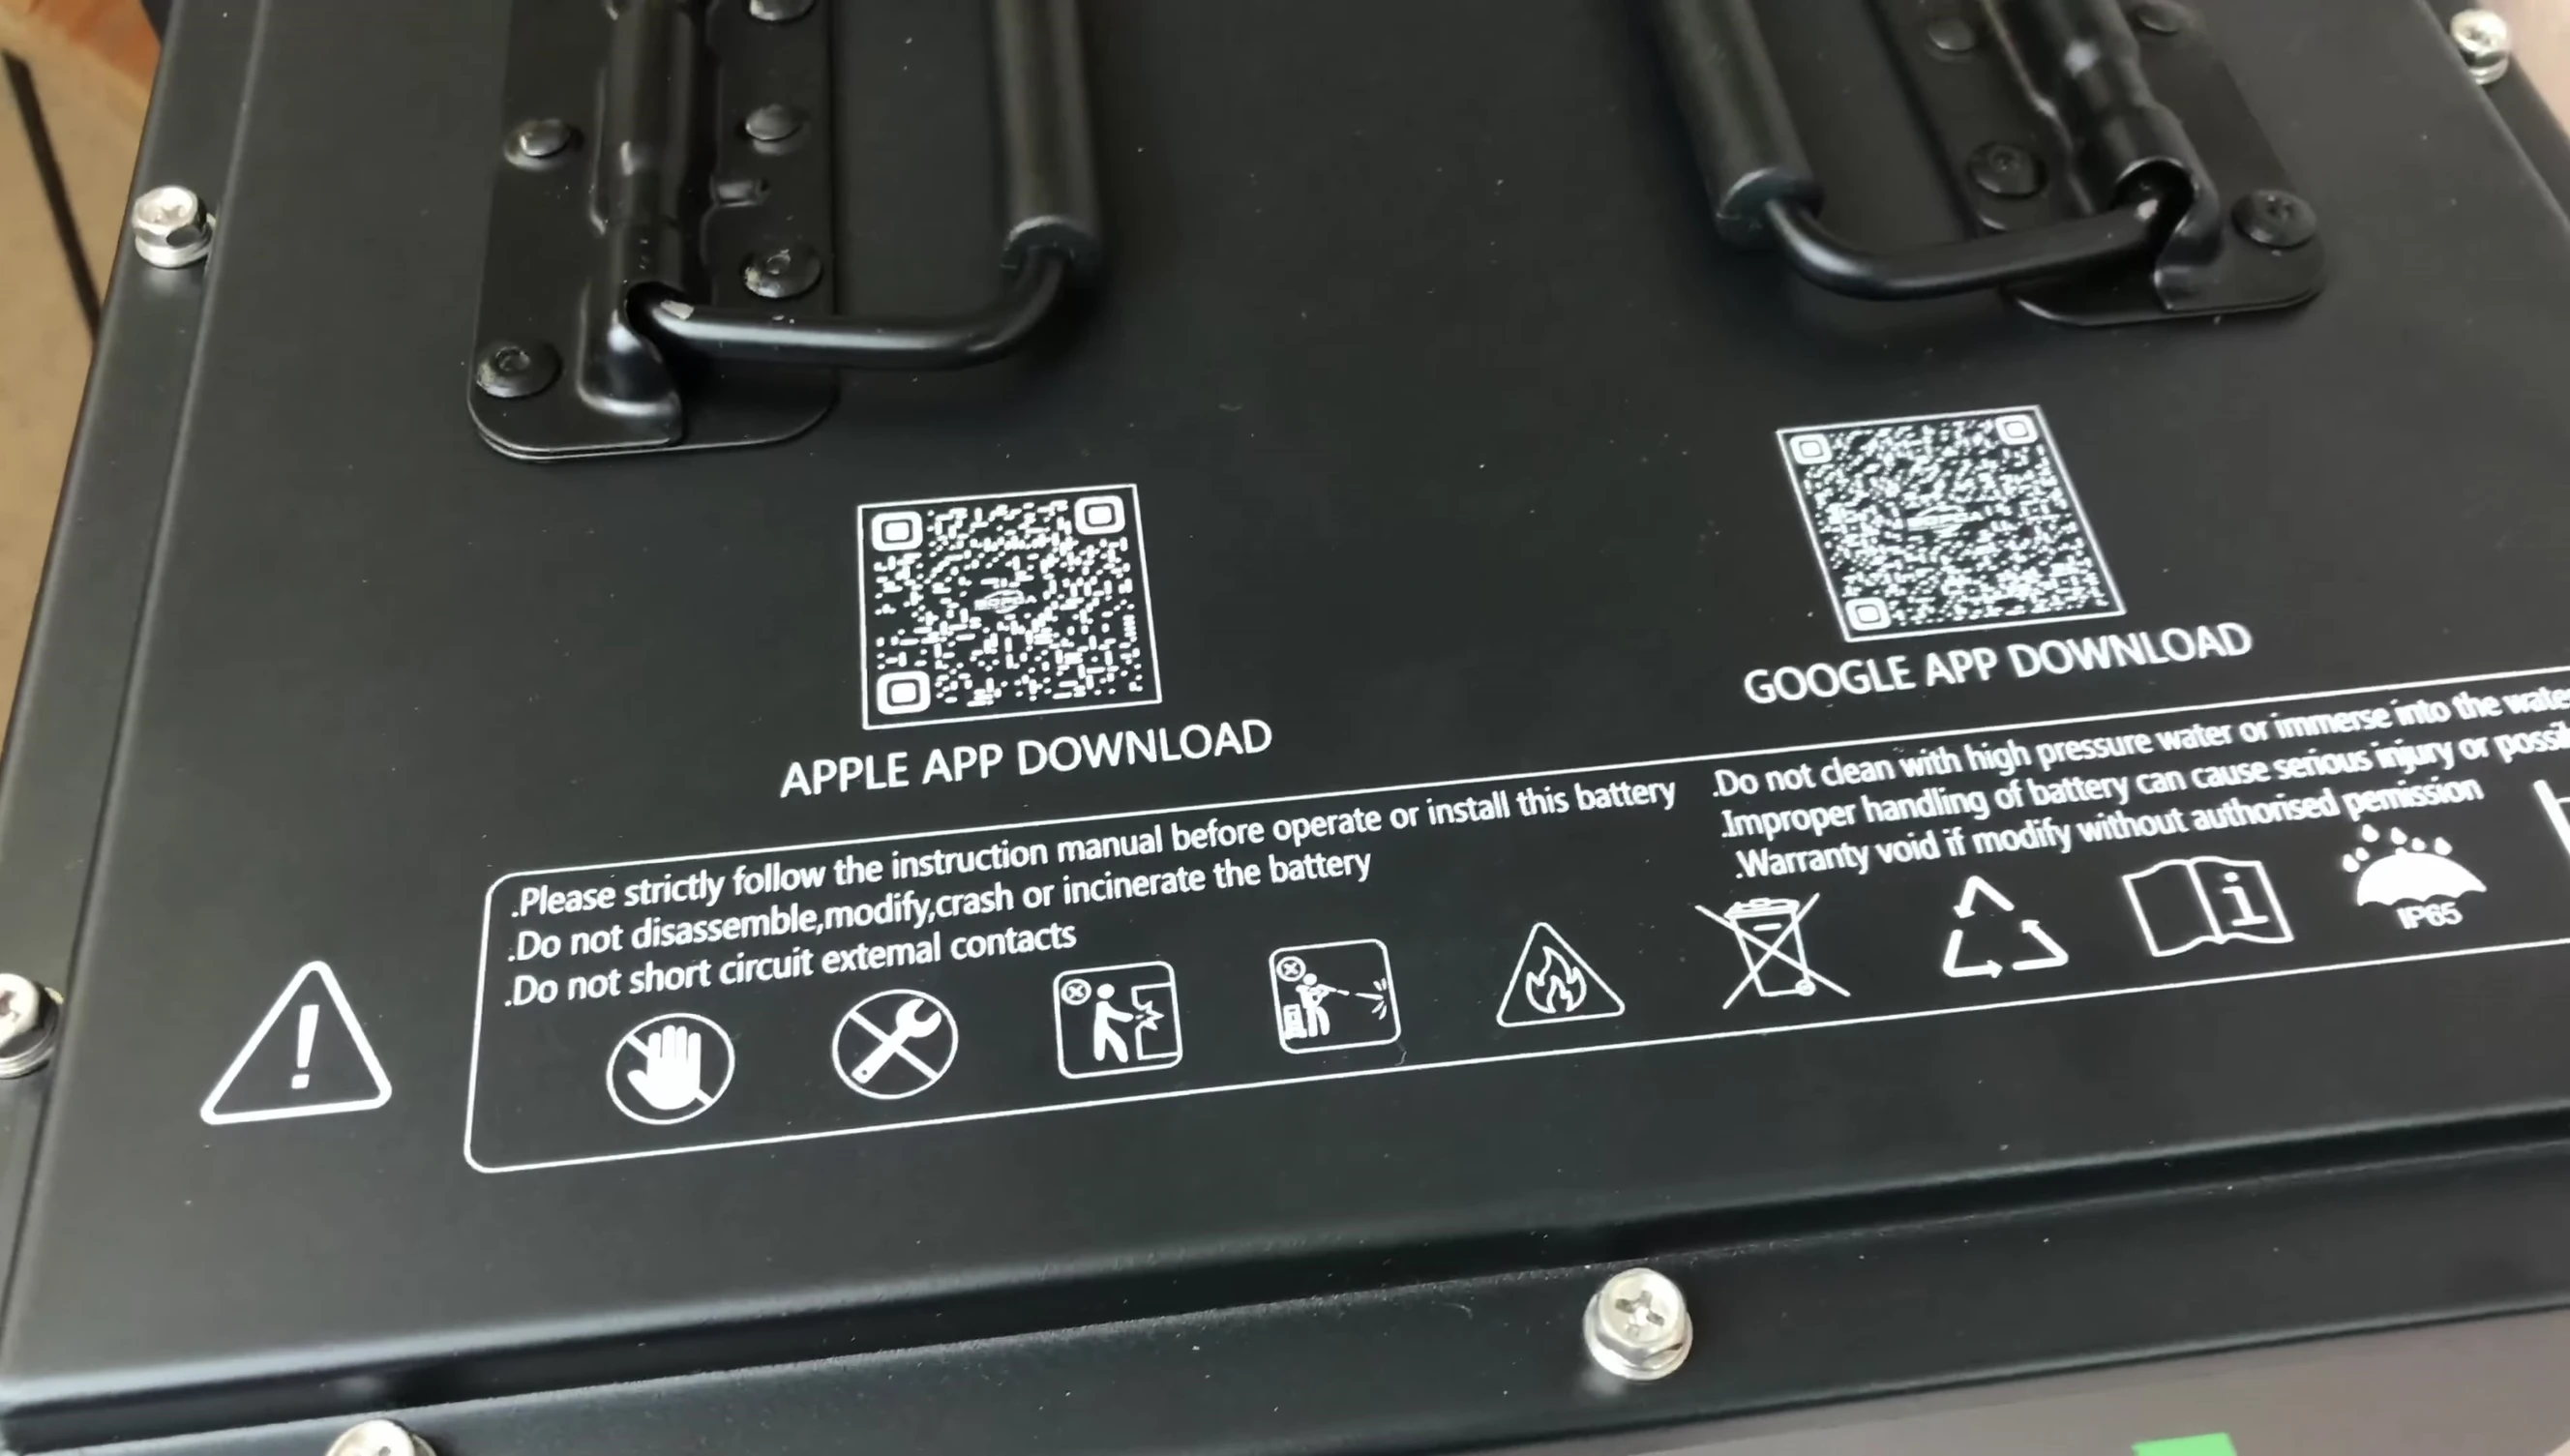 APPLE APP DOWNLOAD
GOOGLE APP DOWNLOAD
.Please strictly follow the instruction manual before operate or install this battery
.Do not disassemble,modify,crash or incinerate the battery
.Do not short circuit extemal contacts
.Do not clean with high pressure water or immerse into the
.Improper handling of battery can cause serious injury or
.Warranty void if modify without authorised pemission
IP65